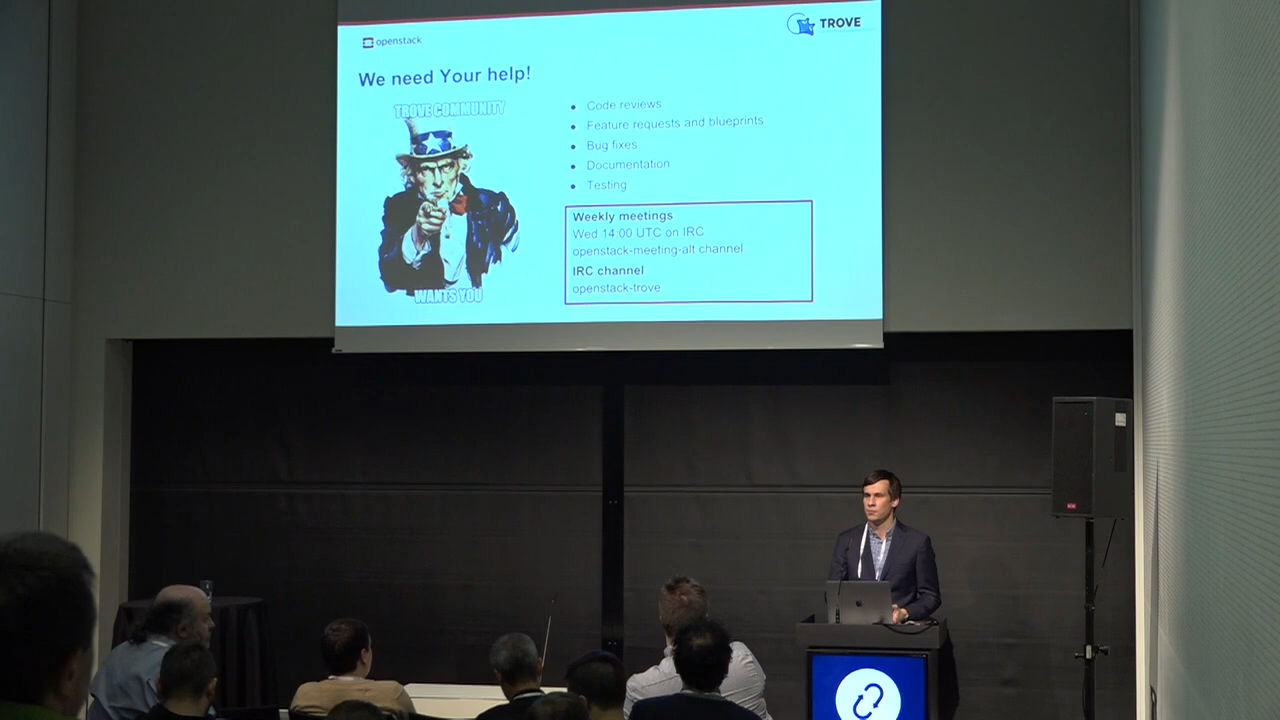 openstack
TROVE
We need Your help!
TROVE COMMUNITY
WANTS YOU
Code reviews
Feature requests and blueprints
Bug fixes
Documentation
Testing
Weekly meetings
Wed 14:00 UTC on IRC
openstack-meeting-alt channel
IRC channel
openstack-trove